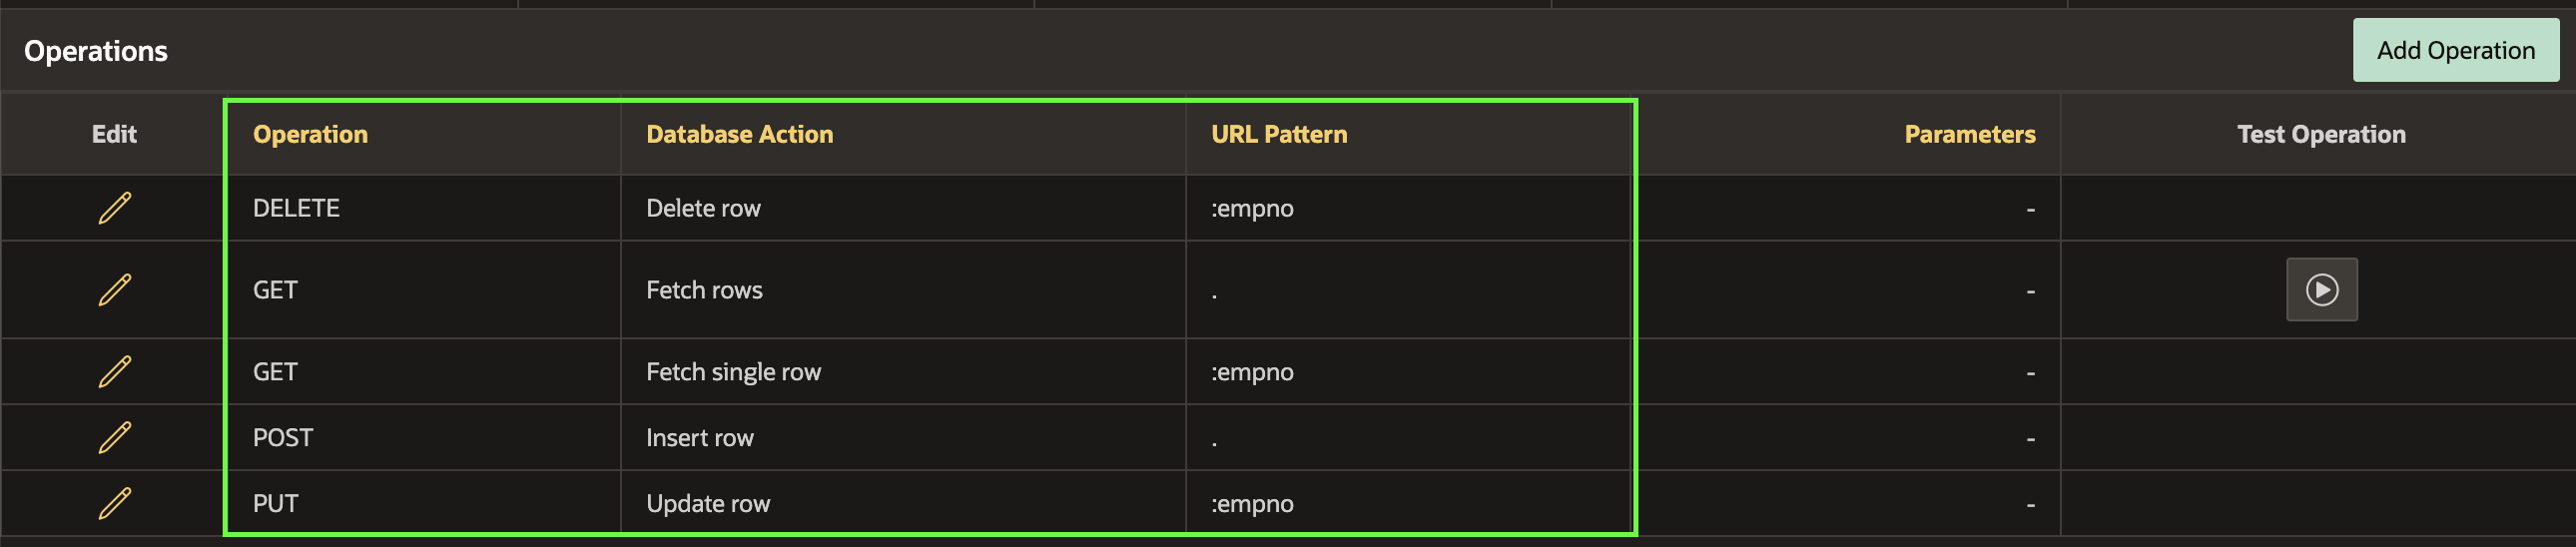 Operations
Add Operation
Edit Operation Database Action URL Pattern Parameters Test Operation
DELETE Delete row :empno -
GET Fetch rows . -
GET Fetch single row :empno -
POST Insert row . -
PUT Update row :empno -